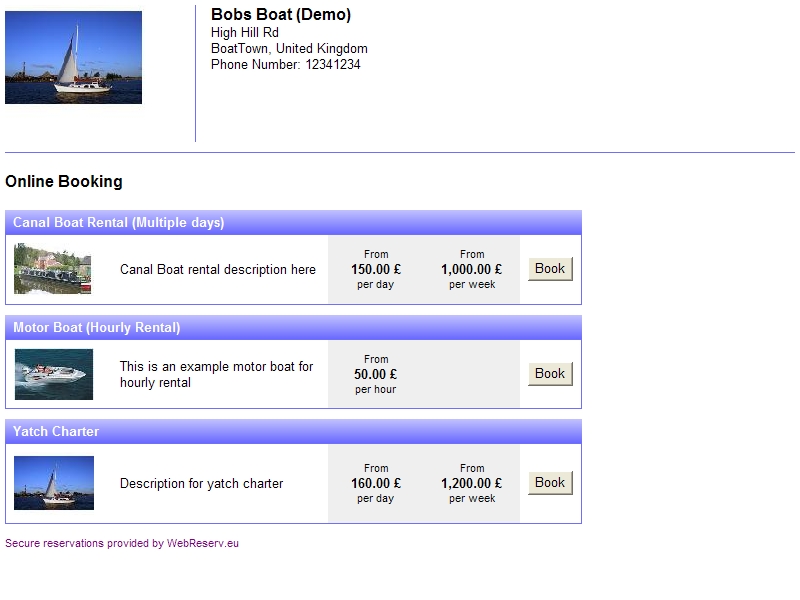 Bobs Boat (Demo)
High Hill Rd
BoatTown, United Kingdom
Phone Number: 12341234
Online Booking
Canal Boat Rental (Multiple days)
Canal Boat rental description here
From
150.00 £
per day
From
1,000.00 £
per week
Book
Motor Boat (Hourly Rental)
This is an example motor boat for
hourly rental
From
50.00 £
per hour
Book
Yatch Charter
Description for yatch charter
From
160.00 £
per day
From
1,200.00 £
per week
Book
Secure reservations provided by WebReserv.eu